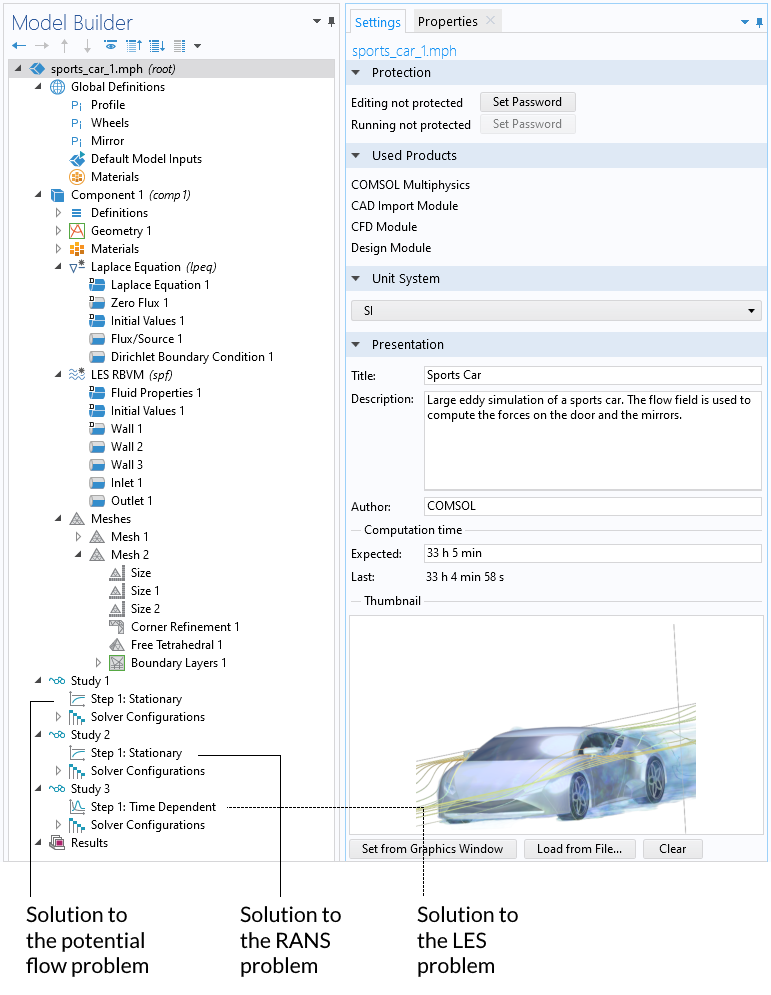 Model Builder
sports_car_1.mph (root)
Global Definitions
Pi Profile
Pi Wheels
Pi Mirror
Default Model Inputs
Materials
Component 1 (comp1)
Definitions
Geometry 1
Materials
Laplace Equation (lpeq)
D Laplace Equation 1
D Zero Flux 1
D Initial Values 1
Flux/Source 1
Dirichlet Boundary Condition 1
LES RBVM (spf)
D Fluid Properties 1
D Initial Values 1
D Wall 1
Wall 2
Wall 3
Inlet 1
Outlet 1
Meshes
Mesh 1
Mesh 2
Size
Size 1
Size 2
Corner Refinement 1
Free Tetrahedral 1
Boundary Layers 1
Study 1
Step 1: Stationary
Solver Configurations
Study 2
Step 1: Stationary
Solver Configurations
Study 3
Step 1: Time Dependent
Solver Configurations
Results
Settings Properties
sports_car_1.mph
Protection
Editing not protected Set Password
Running not protected Set Password
Used Products
COMSOL Multiphysics
CAD Import Module
CFD Module
Design Module
Unit System
SI
Presentation
Title: Sports Car
Description: Large eddy simulation of a sports car. The flow field is used to
compute the forces on the door and the mirrors.
Author: COMSOL
Computation time
Expected: 33 h 5 min
Last: 33 h 4 min 58 s
Thumbnail
Set from Graphics Window Load from File... Clear
Solution to
the potential
flow problem
Solution to
the RANS
problem
Solution to
the LES
problem